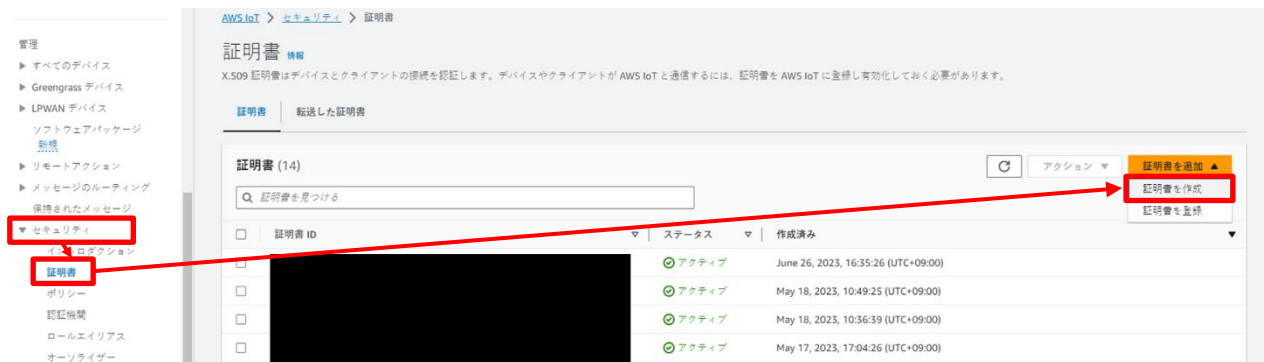 AWS IoT > セキュリティ > 証明書
管理
▶ すべてのデバイス
▶ Greengrass デバイス
▶ LPWAN デバイス
ソフトウェアパッケージ
新規
▶ リモートアクション
▶ メッセージのルーティング
保持されたメッセージ
▼ セキュリティ
イントロダクション
証明書
ポリシー
認証機関
ロールエイリアス
オーソライザー
証明書 情報
X.509 証明書はデバイスとクライアントの接続を認証します。デバイスやクライアントが AWS IoT と通信するには、証明書を AWS IoT に登録し有効化しておく必要があります。
証明書 転送した証明書
証明書 (14)
アクション ▼
証明書を追加 ▲
証明書を作成
証明書を登録
証明書を見つける
証明書 ID ステータス 作成済み
アクティブ June 26, 2023, 16:35:26 (UTC+09:00)
アクティブ May 18, 2023, 10:49:25 (UTC+09:00)
アクティブ May 18, 2023, 10:36:39 (UTC+09:00)
アクティブ May 17, 2023, 17:04:26 (UTC+09:00)